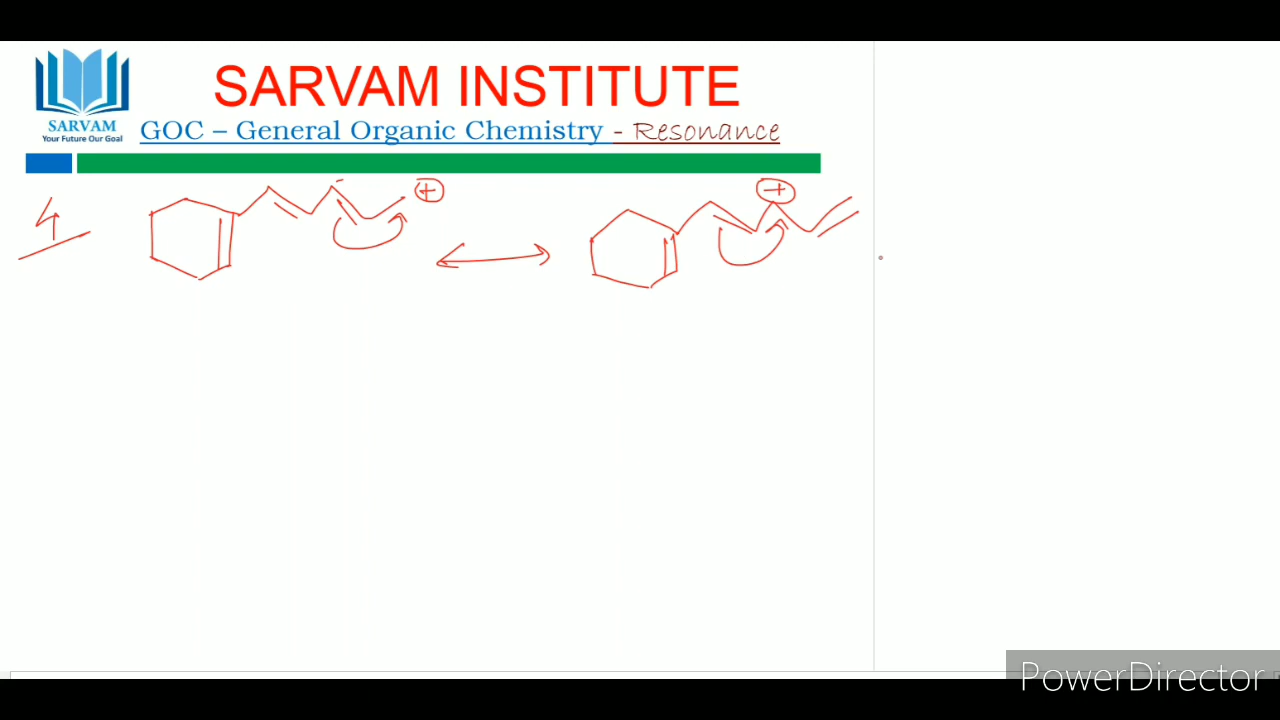 SARVAM INSTITUTE
SARVAM
Your Future Our Goal
GOC – General Organic Chemistry - Resonance
4
+
+
PowerDirector